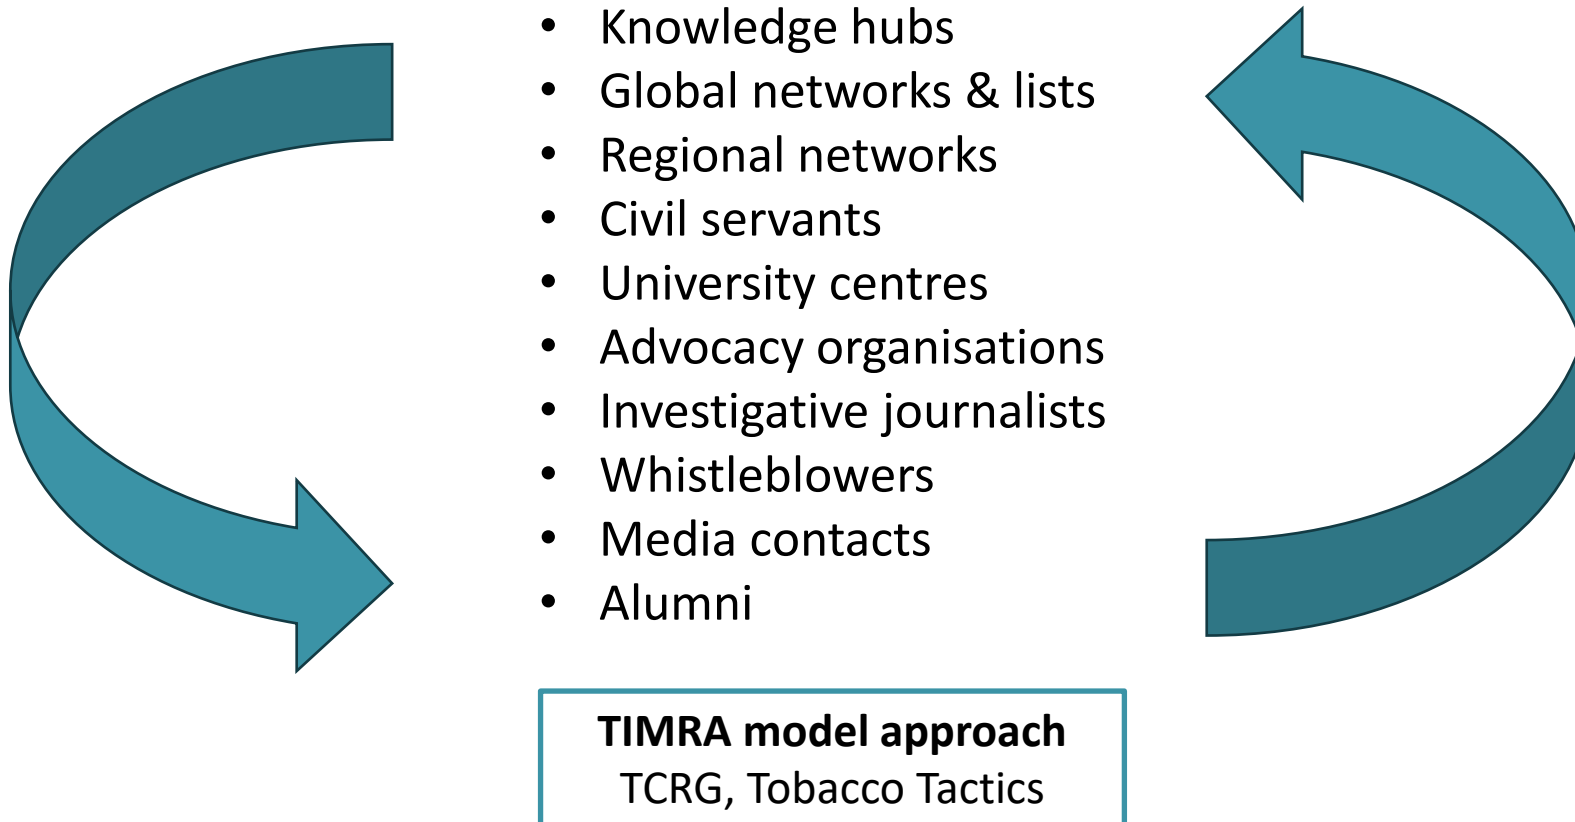 • Knowledge hubs
• Global networks & lists
• Regional networks
• Civil servants
• University centres
• Advocacy organisations
• Investigative journalists
• Whistleblowers
• Media contacts
• Alumni
TIMRA model approach
TCRG, Tobacco Tactics